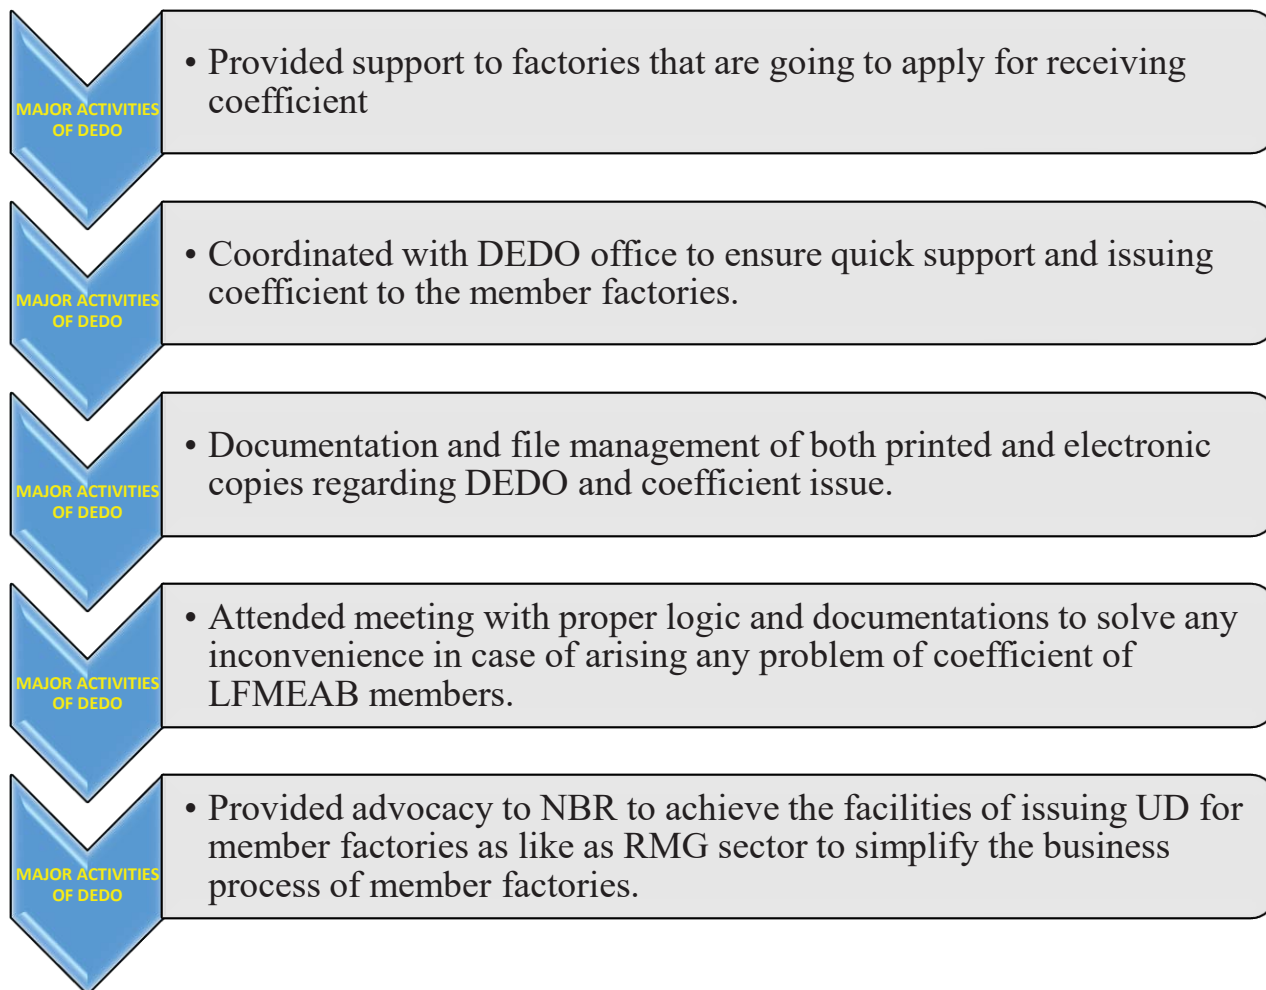 MAJOR ACTIVITIES
OF DEDO
• Provided support to factories that are going to apply for receiving
coefficient
MAJOR ACTIVITIES
OF DEDO
• Coordinated with DEDO office to ensure quick support and issuing
coefficient to the member factories.
MAJOR ACTIVITIES
OF DEDO
• Documentation and file management of both printed and electronic
copies regarding DEDO and coefficient issue.
MAJOR ACTIVITIES
OF DEDO
• Attended meeting with proper logic and documentations to solve any
inconvenience in case of arising any problem of coefficient of
LFMEAB members.
MAJOR ACTIVITIES
OF DEDO
• Provided advocacy to NBR to achieve the facilities of issuing UD for
member factories as like as RMG sector to simplify the business
process of member factories.